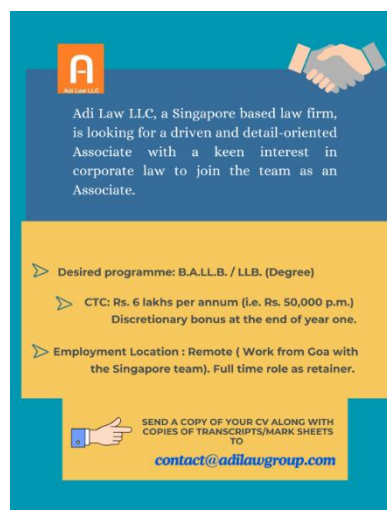 A
Adi Law LLC
Adi Law LLC, a Singapore based law firm,
is looking for a driven and detail-oriented
Associate with a keen interest in
corporate law to join the team as an
Associate.
Desired programme: B.A.LL.B. / LLB. (Degree)
CTC: Rs. 6 lakhs per annum (i.e. Rs. 50,000 p.m.)
Discretionary bonus at the end of year one.
Employment Location : Remote ( Work from Goa with
the Singapore team). Full time role as retainer.
SEND A COPY OF YOUR CV ALONG WITH
COPIES OF TRANSCRIPTS/MARK SHEETS
TO
contact@adilawgroup.com